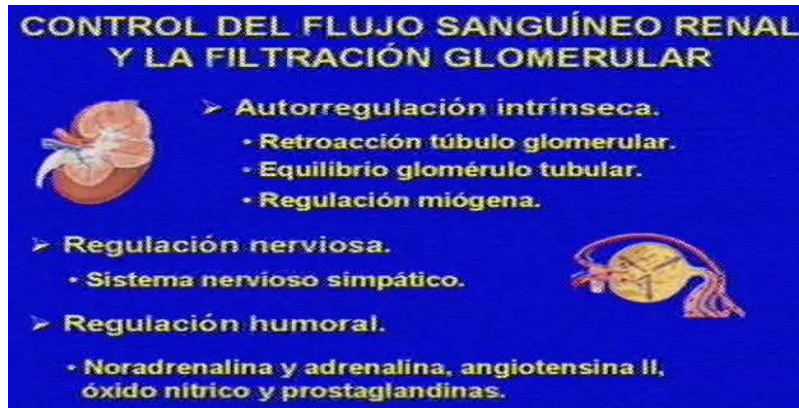 CONTROL DEL FLUJO SANGUÍNEO RENAL
Y LA FILTRACIÓN GLOMERULAR
➢ Autorregulación intrínseca.
• Retroacción túbulo glomerular.
• Equilibrio glomérulo tubular.
• Regulación miógena.
➢ Regulación nerviosa.
• Sistema nervioso simpático.
➢ Regulación humoral.
• Noradrenalina y adrenalina, angiotensina II,
óxido nítrico y prostaglandinas.